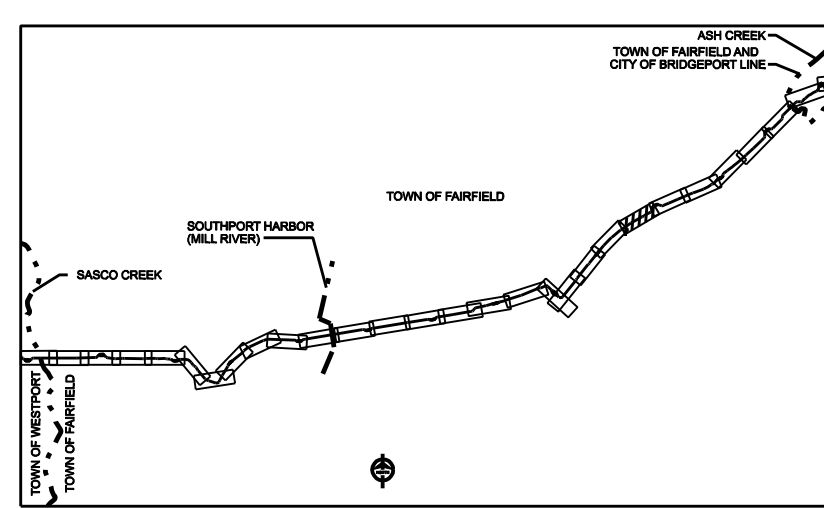 ASH CREEK
TOWN OF FAIRFIELD AND
CITY OF BRIDGEPORT LINE
TOWN OF FAIRFIELD
SOUTHPORT HARBOR
(MILL RIVER)
SASCO CREEK
TOWN OF WESTPORT
TOWN OF FAIRFIELD